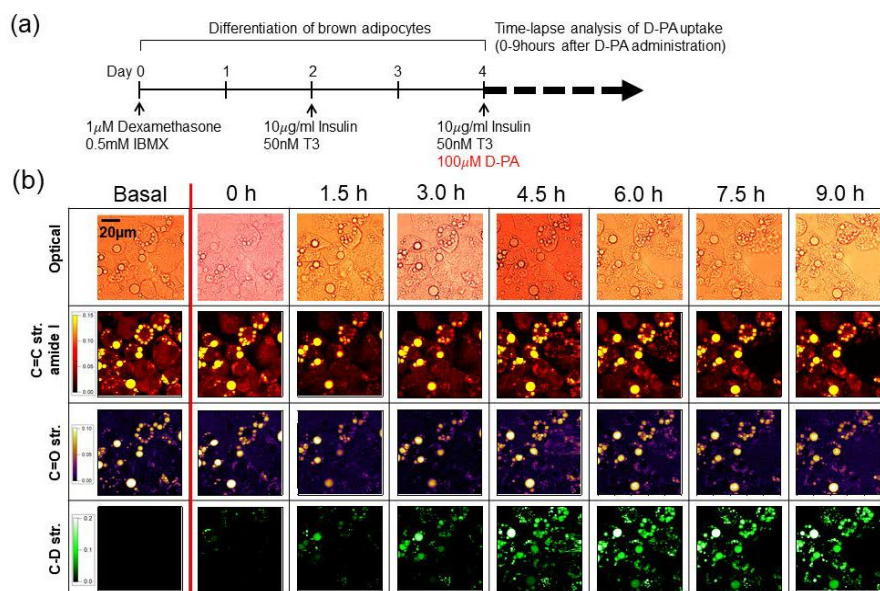 (a)
Differentiation of brown adipocytes
Time-lapse analysis of D-PA uptake
(0-9hours after D-PA administration)
Day 0 1 2 3 4
1μM Dexamethasone
0.5mM IBMX
10μg/ml Insulin
50nM T3
10μg/ml Insulin
50nM T3
100μM D-PA
(b)
Basal 0 h 1.5 h 3.0 h 4.5 h 6.0 h 7.5 h 9.0 h
Optical
20μm
C=C str.
amide I
0.15
0.10
0.05
0.00
C=O str.
0.10
0.05
0.00
C-D str.
0.2
0.1
0.0